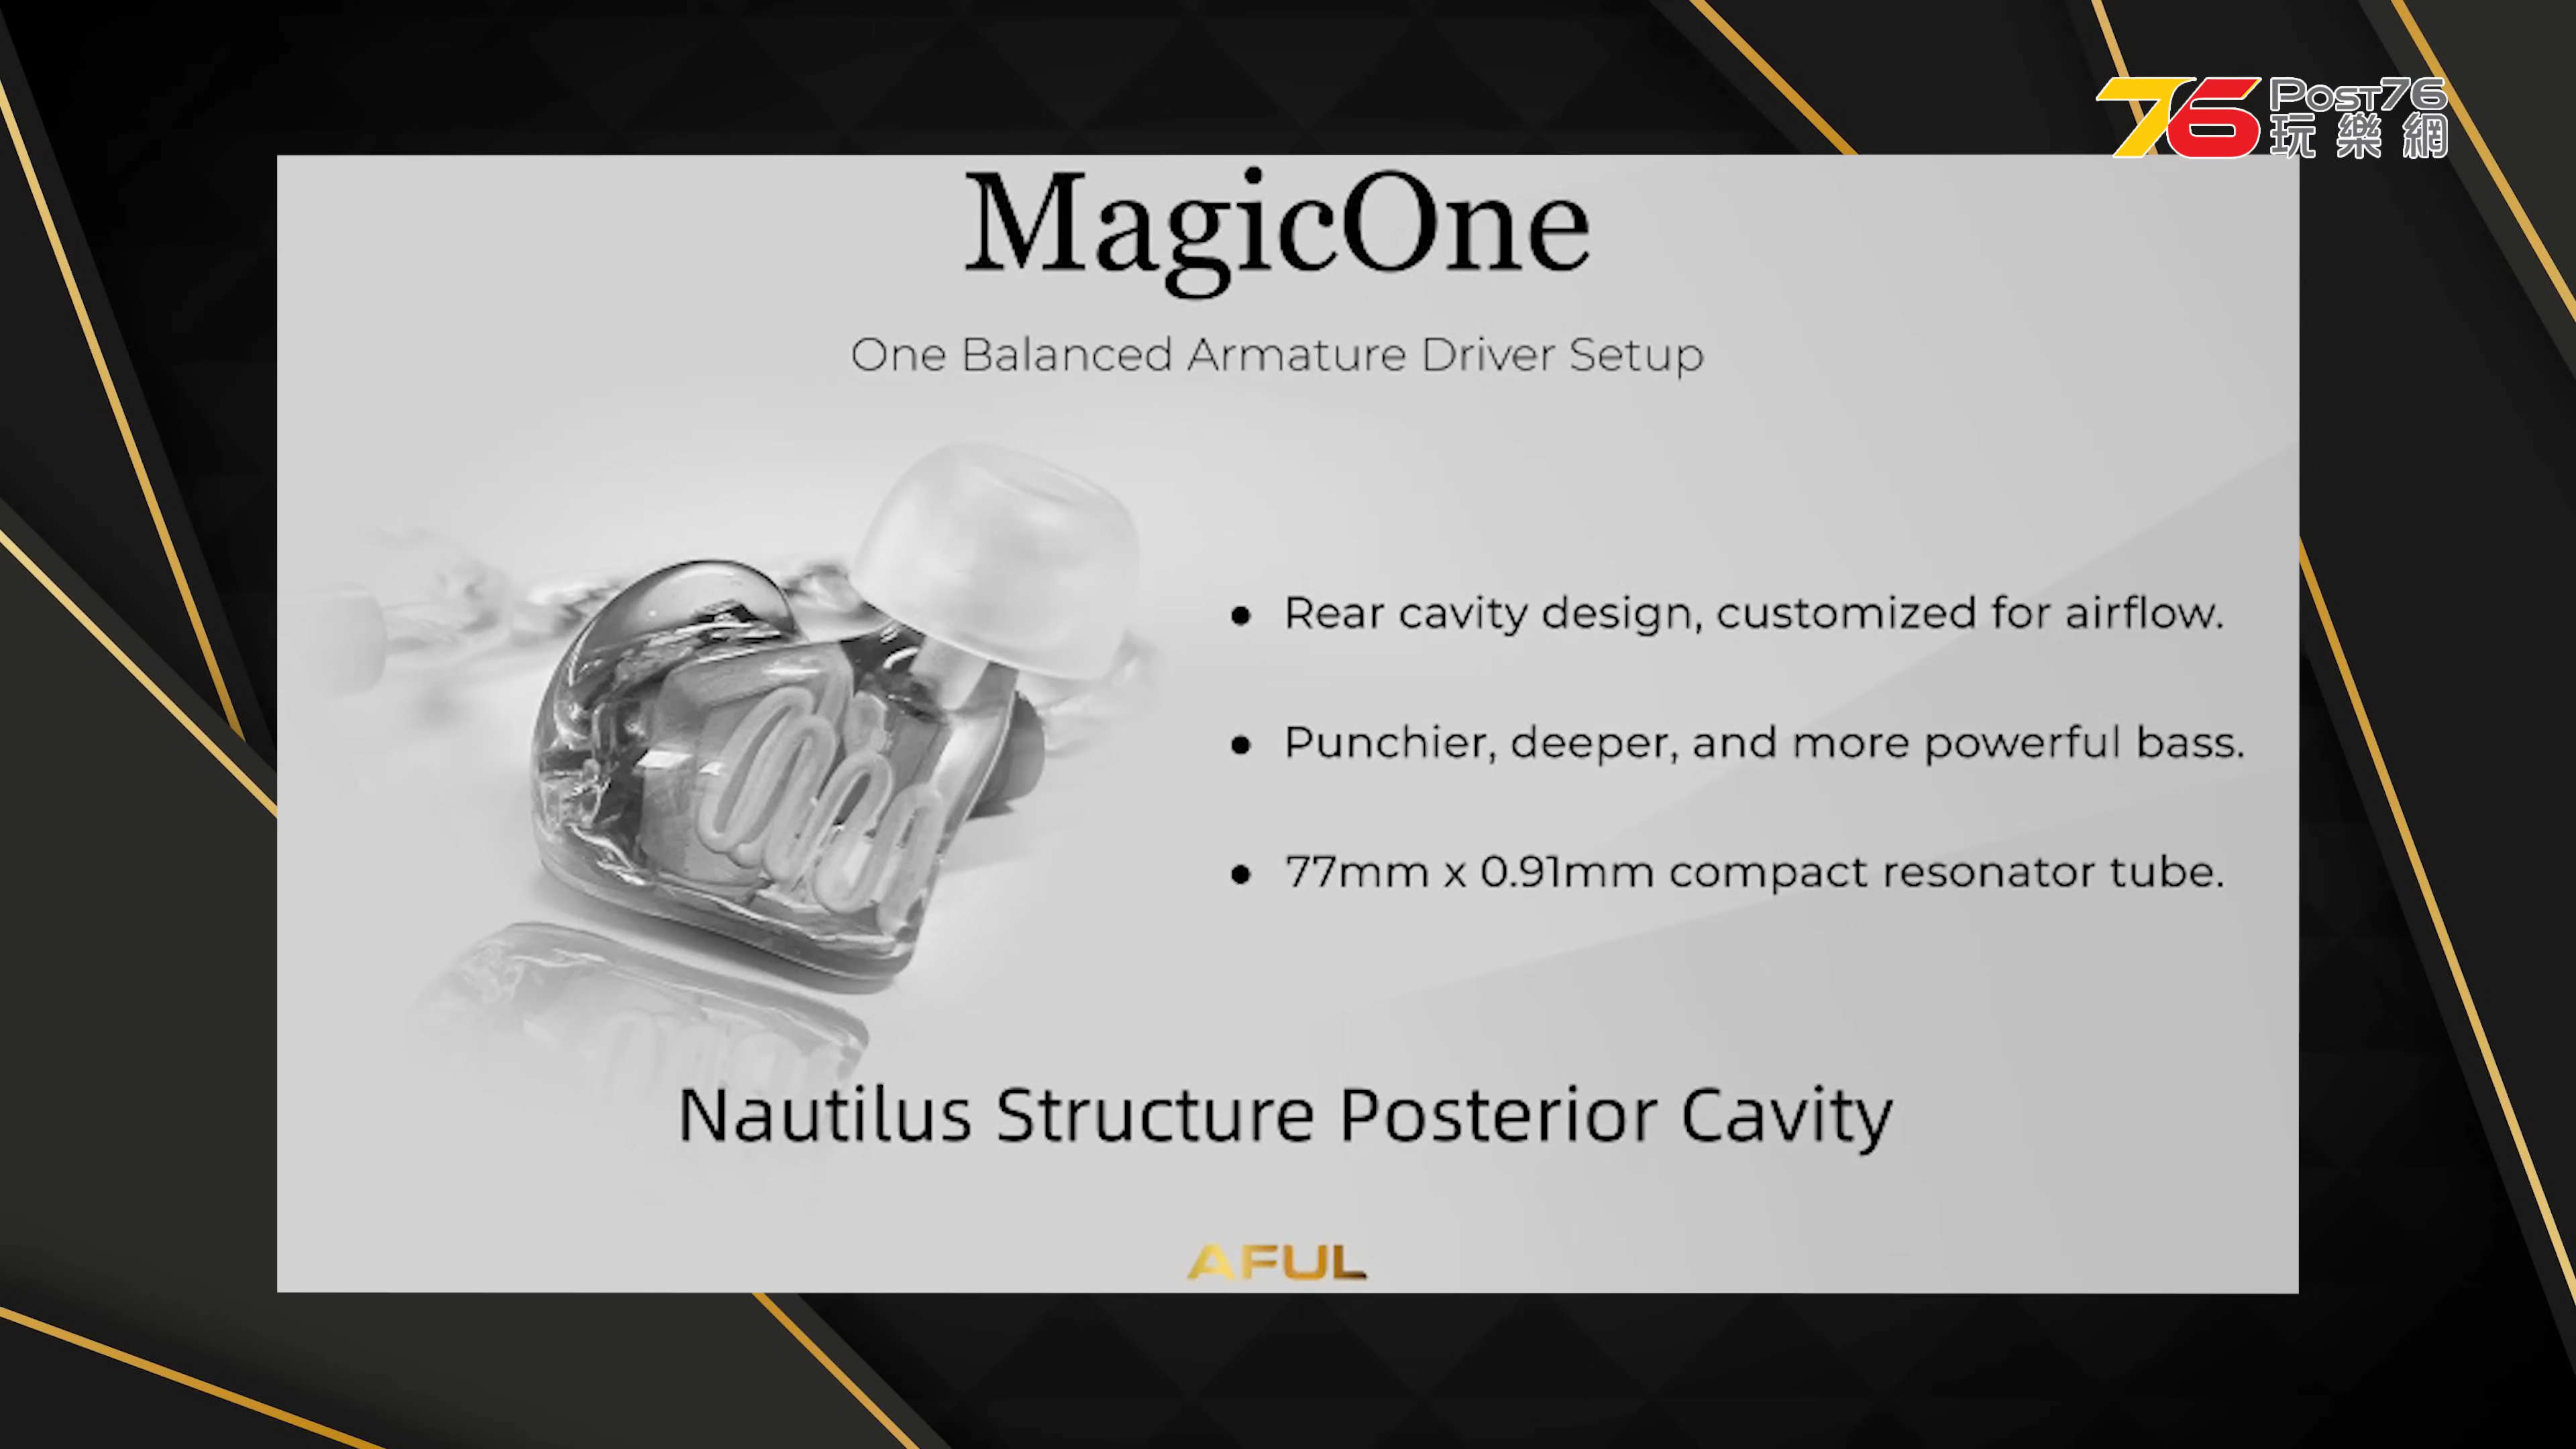 76 Post76
玩樂網
MagicOne
One Balanced Armature Driver Setup
● Rear cavity design, customized for airflow.
● Punchier, deeper, and more powerful bass.
● 77mm x 0.91mm compact resonator tube.
Nautilus Structure Posterior Cavity
AFUL